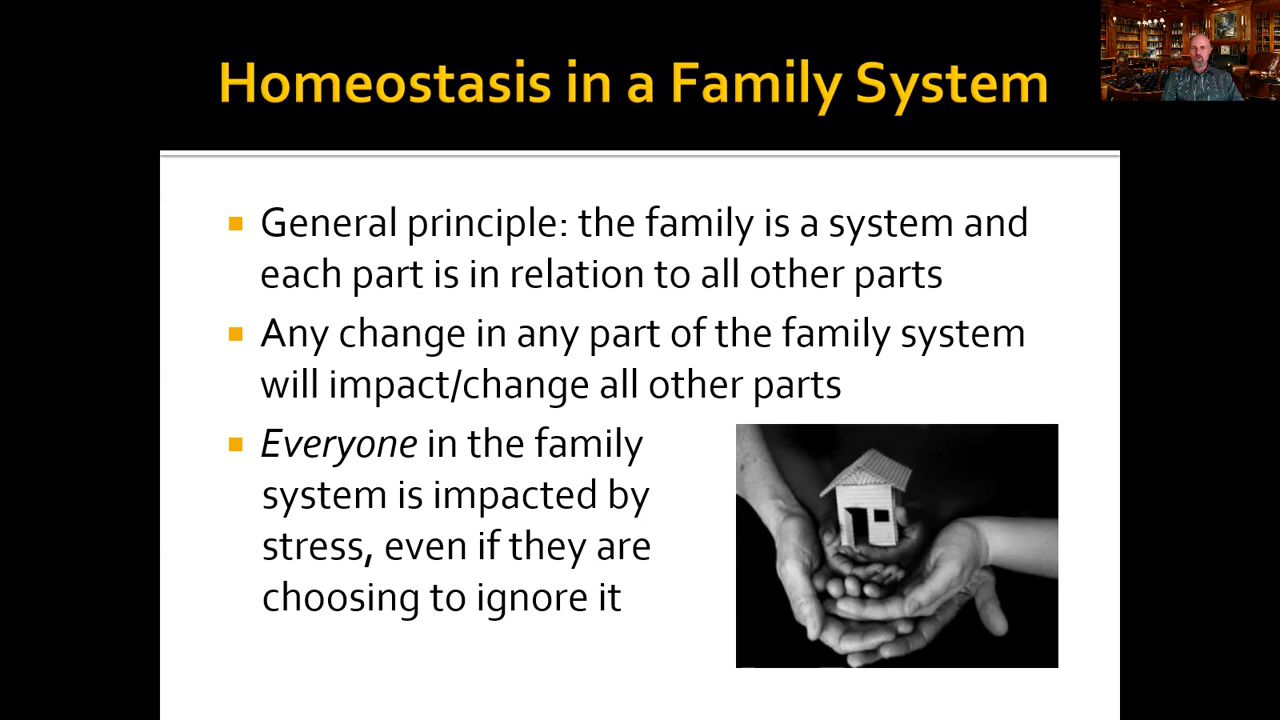 Homeostasis in a Family System
General principle: the family is a system and
each part is in relation to all other parts
Any change in any part of the family system
will impact/change all other parts
Everyone in the family
system is impacted by
stress, even if they are
choosing to ignore it